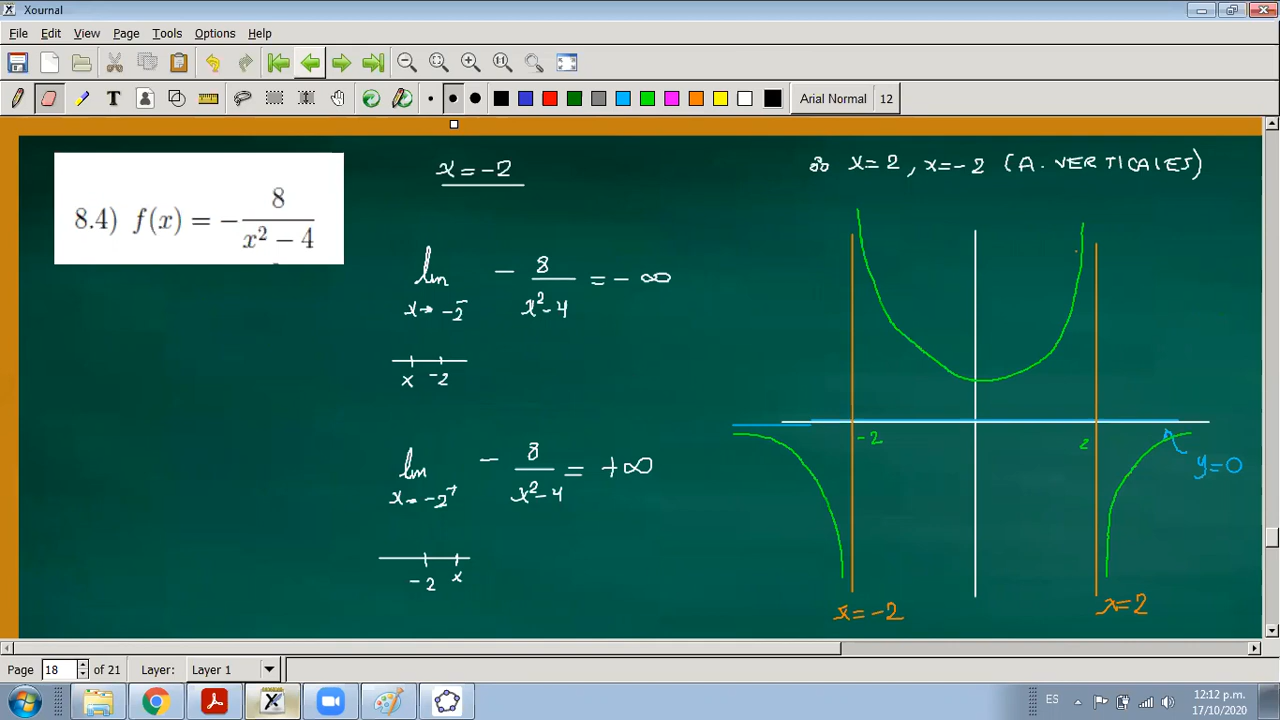 Xournal
File Edit View Page Tools Options Help
Arial Normal 12
8.4) f(x) = - 8 / (x² - 4)
x = -2
lim x→-2⁻ - 8 / (x²-4) = -∞
x -2
lim x→-2⁺ - 8 / (x²-4) = +∞
-2 x
∴ x=2, x=-2 (A. VERTICALES)
-2 2
y=0
x=-2 x=2
Page 18 of 21 Layer: Layer 1
ES 12:12 p.m.
17/10/2020